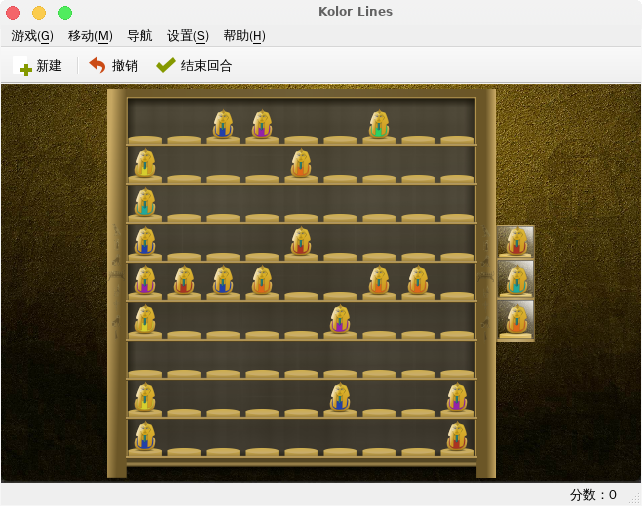 Kolor Lines
游戏(G) 移动(M) 导航 设置(S) 帮助(H)
新建 撤销 结束回合
分数：0